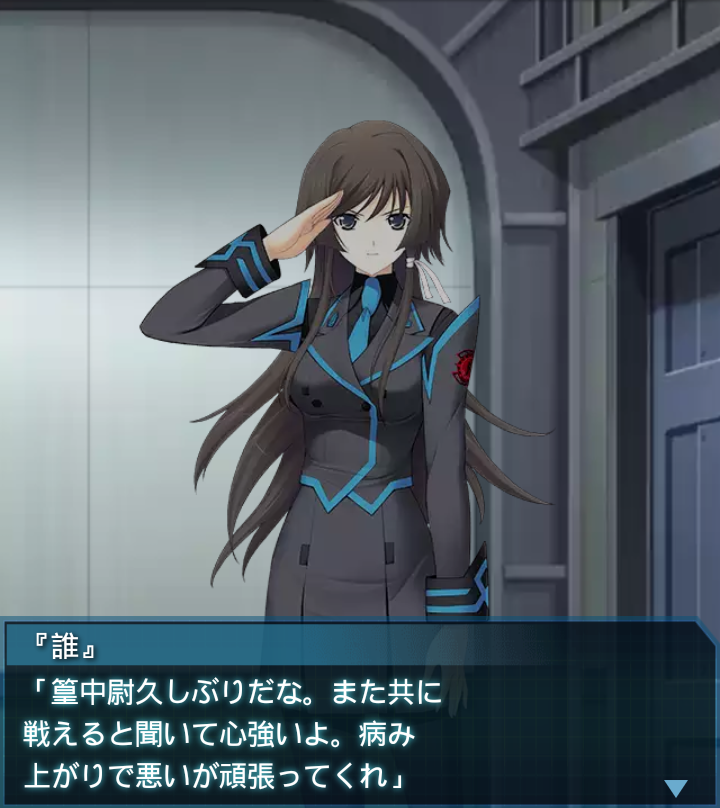 『誰』
「篁中尉久しぶりだな。また共に
戦えると聞いて心強いよ。病み
上がりで悪いが頑張ってくれ」